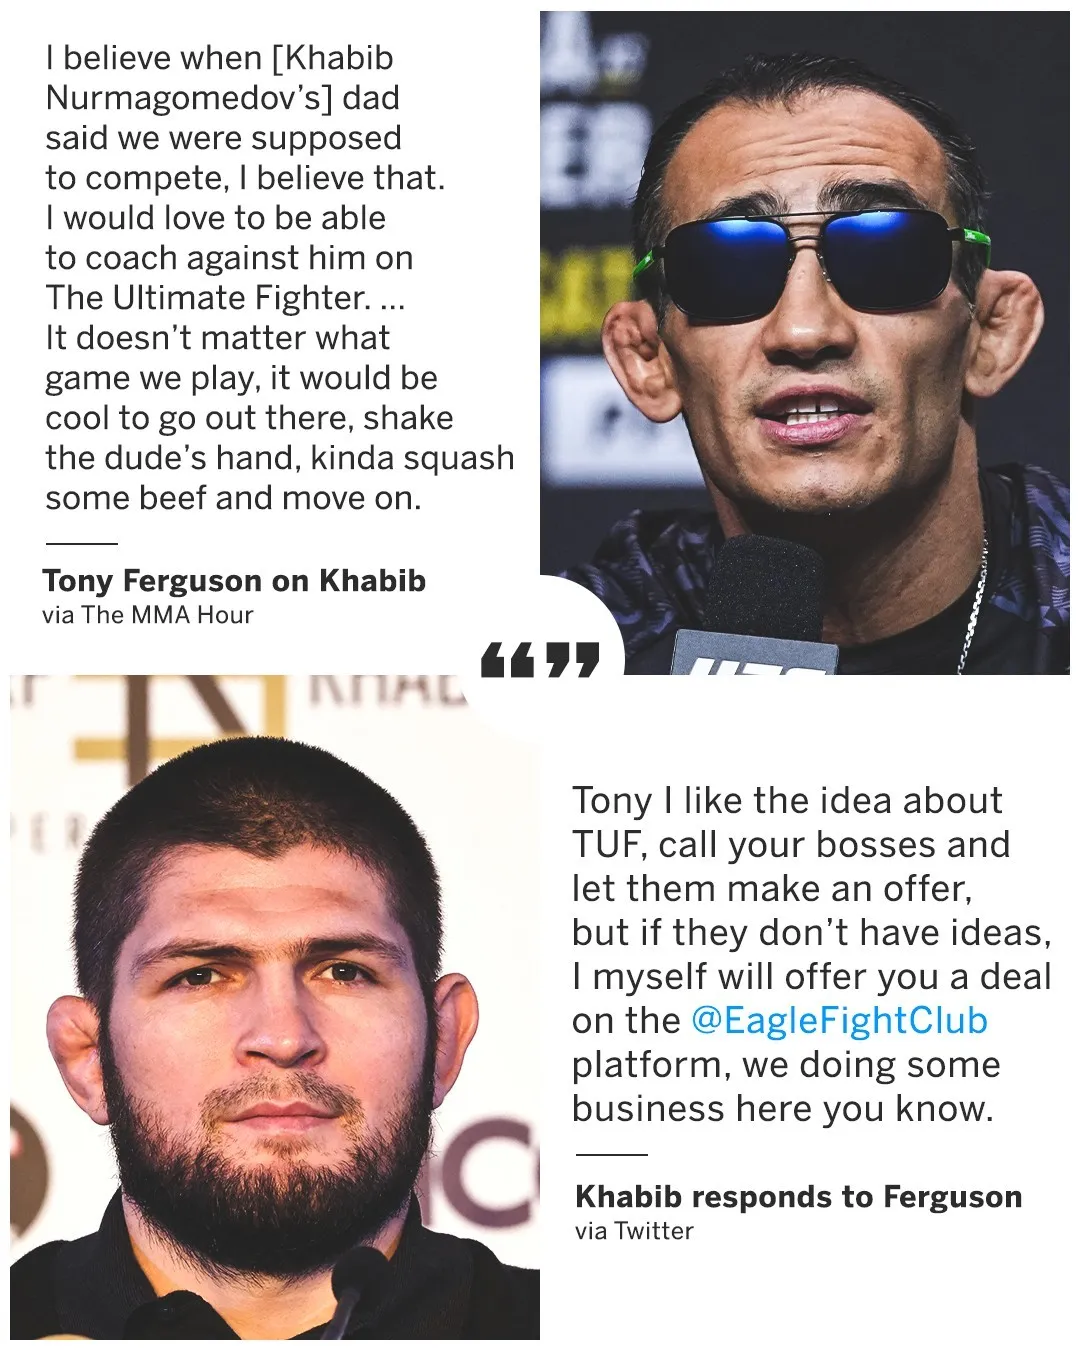 I believe when [Khabib
Nurmagomedov’s] dad
said we were supposed
to compete, I believe that.
I would love to be able
to coach against him on
The Ultimate Fighter. ...
It doesn’t matter what
game we play, it would be
cool to go out there, shake
the dude’s hand, kinda squash
some beef and move on.
Tony Ferguson on Khabib
via The MMA Hour
UFC
“ ”
Tony I like the idea about
TUF, call your bosses and
let them make an offer,
but if they don’t have ideas,
I myself will offer you a deal
on the @EagleFightClub
platform, we doing some
business here you know.
Khabib responds to Ferguson
via Twitter